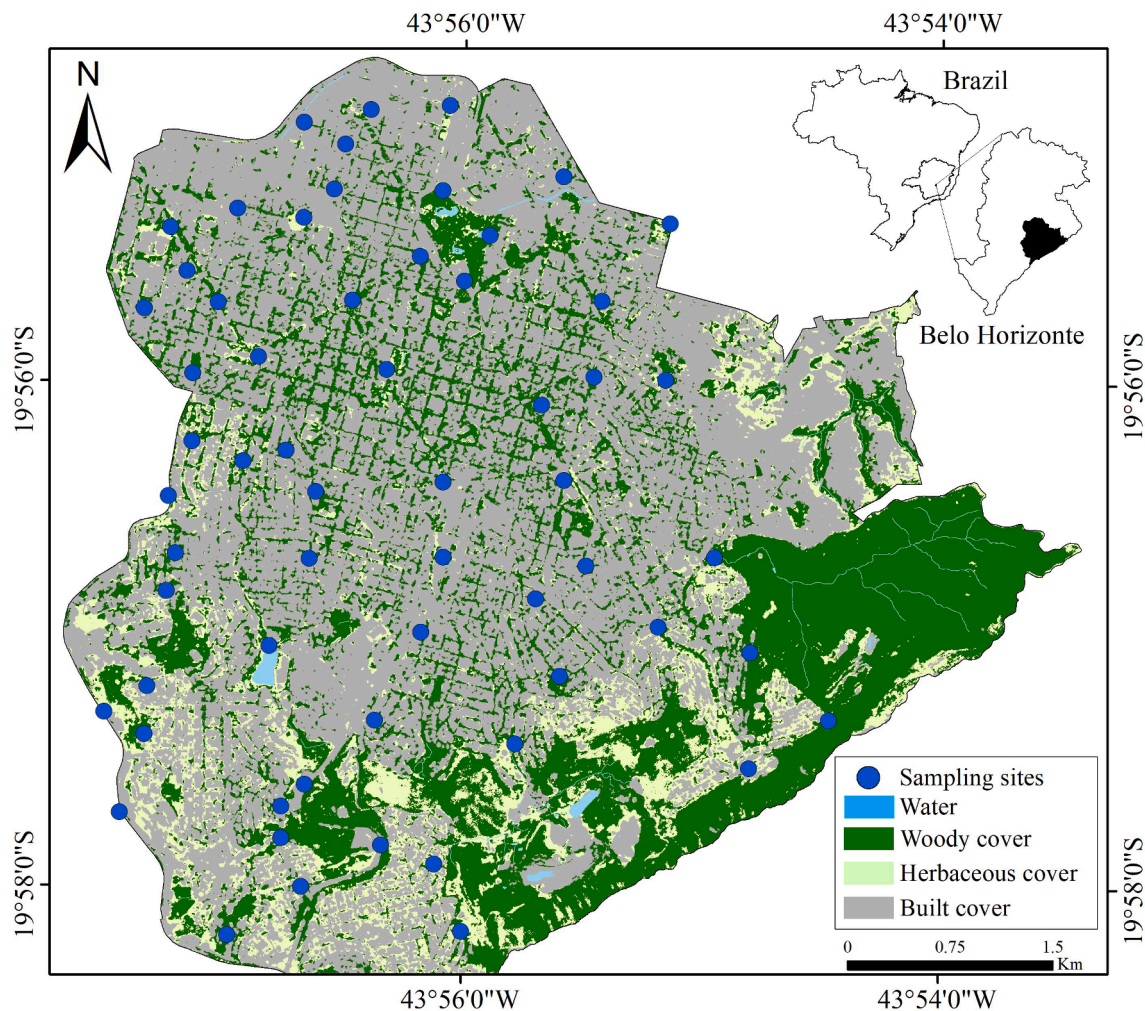 43°56'0"W
43°54'0"W
N
Brazil
Belo Horizonte
19°56'0"S
19°56'0"S
Sampling sites
Water
Woody cover
Herbaceous cover
Built cover
19°58'0"S
19°58'0"S
0 0.75 1.5
Km
43°56'0"W
43°54'0"W